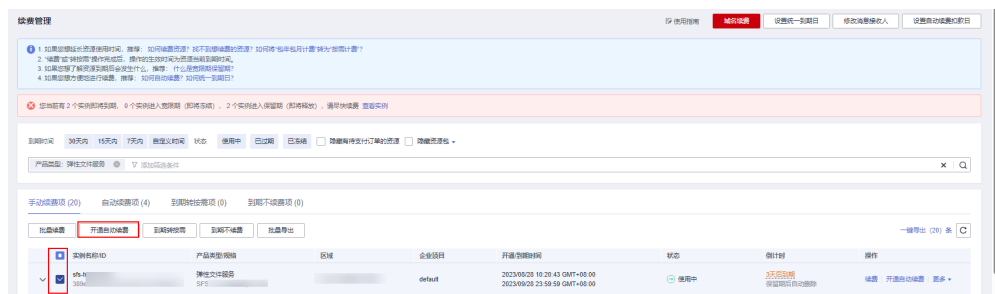 续费管理
使用指南 域名续费 设置统一到期日 修改消息接收人 设置自动续费扣款日
1. 如果您想延长资源使用时间，推荐： 如何续费资源？找不到想续费的资源？如何将“包年包月计费”转为“按需计费”？
2. “续费”或“转按需”操作完成后，操作的生效时间为资源当前到期时间。
3. 如果您想了解资源到期后会发生什么，推荐： 什么是宽限期保留期？
4. 如果您想方便地进行续费，推荐： 如何自动续费？如何统一到期日？
您当前有 2 个实例即将到期， 0 个实例进入宽限期（即将冻结）， 2 个实例进入保留期（即将释放），请尽快续费 查看实例
到期时间 30天内 15天内 7天内 自定义时间 状态 使用中 已过期 已冻结 隐藏有待支付订单的资源 隐藏资源包
产品类型: 弹性文件服务 添加筛选条件
手动续费项 (20) 自动续费项 (4) 到期转按需项 (0) 到期不续费项 (0)
批量续费 开通自动续费 到期转按需 到期不续费 批量导出 一键导出 (20) 条
实例名称/ID 产品类型/规格 区域 企业项目 开通/到期时间 状态 倒计时 操作
sfs- 弹性文件服务 default 2023/08/28 10:20:43 GMT+08:00 使用中 3天后到期 续费 开通自动续费 更多
SFS 2023/09/28 23:59:59 GMT+08:00 保留期后自动删除